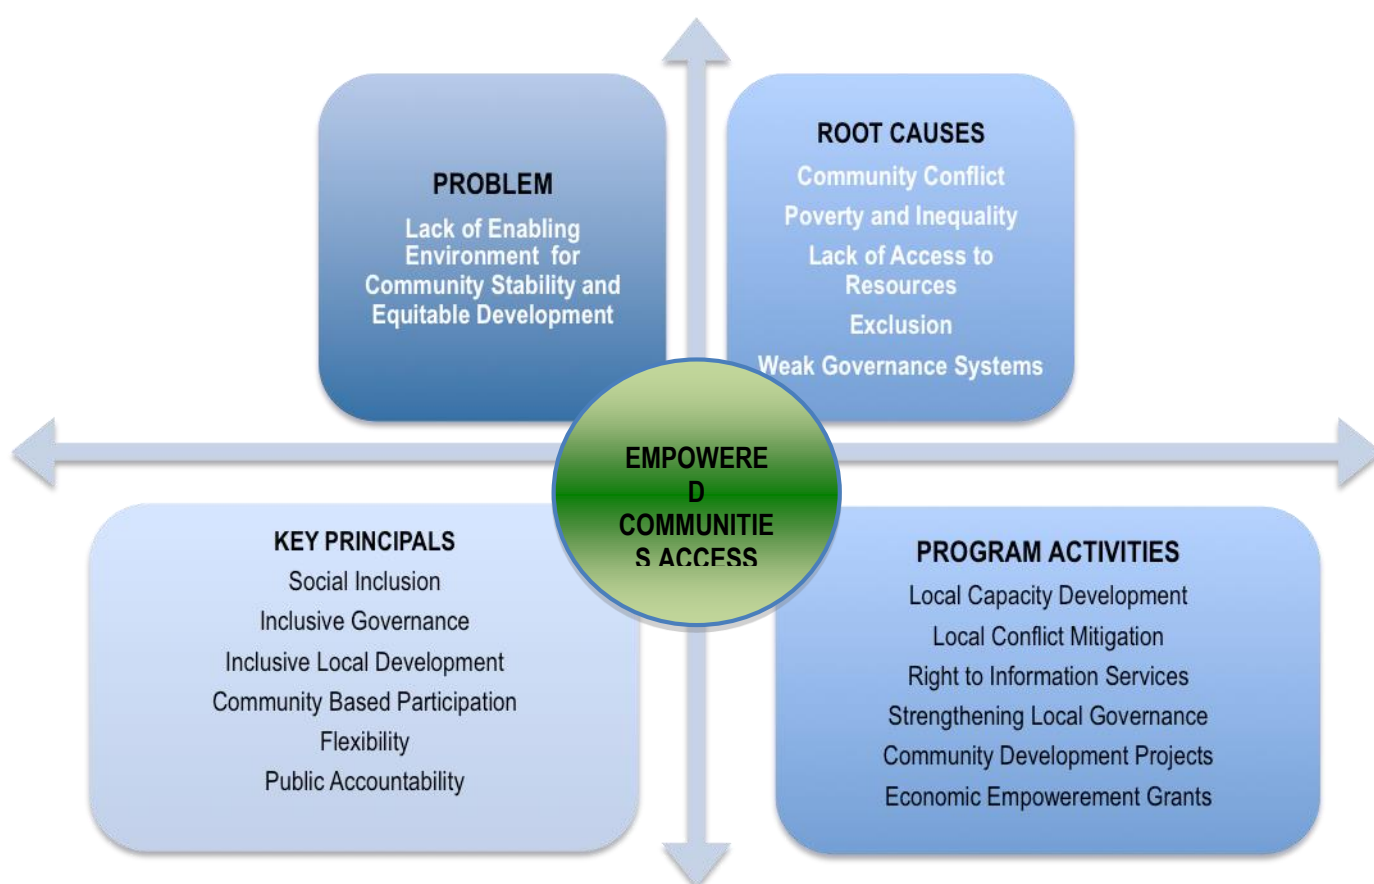 PROBLEM
Lack of Enabling
Environment for
Community Stability and
Equitable Development
ROOT CAUSES
Community Conflict
Poverty and Inequality
Lack of Access to
Resources
Exclusion
Weak Governance Systems
EMPOWERE
D
COMMUNITIE
S ACCESS
KEY PRINCIPALS
Social Inclusion
Inclusive Governance
Inclusive Local Development
Community Based Participation
Flexibility
Public Accountability
PROGRAM ACTIVITIES
Local Capacity Development
Local Conflict Mitigation
Right to Information Services
Strengthening Local Governance
Community Development Projects
Economic Empowerement Grants